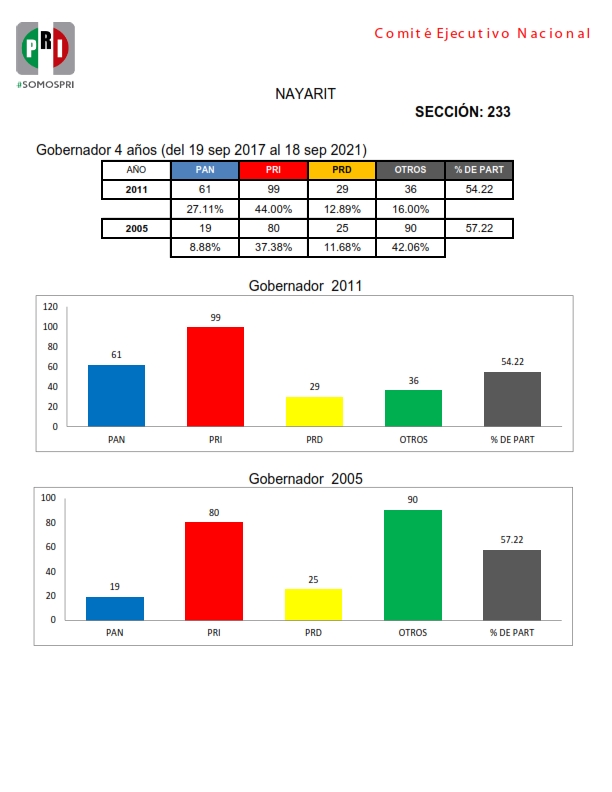 PRI
#SOMOSPRI
Comité Ejecutivo Nacional
NAYARIT
SECCIÓN: 233
Gobernador 4 años (del 19 sep 2017 al 18 sep 2021)
AÑO PAN PRI PRD OTROS % DE PART
2011 61 99 29 36 54.22
27.11% 44.00% 12.89% 16.00%
2005 19 80 25 90 57.22
8.88% 37.38% 11.68% 42.06%
Gobernador 2011
120
100
80
60
40
20
0
61
99
29
36
54.22
PAN PRI PRD OTROS % DE PART
Gobernador 2005
100
80
60
40
20
0
19
80
25
90
57.22
PAN PRI PRD OTROS % DE PART